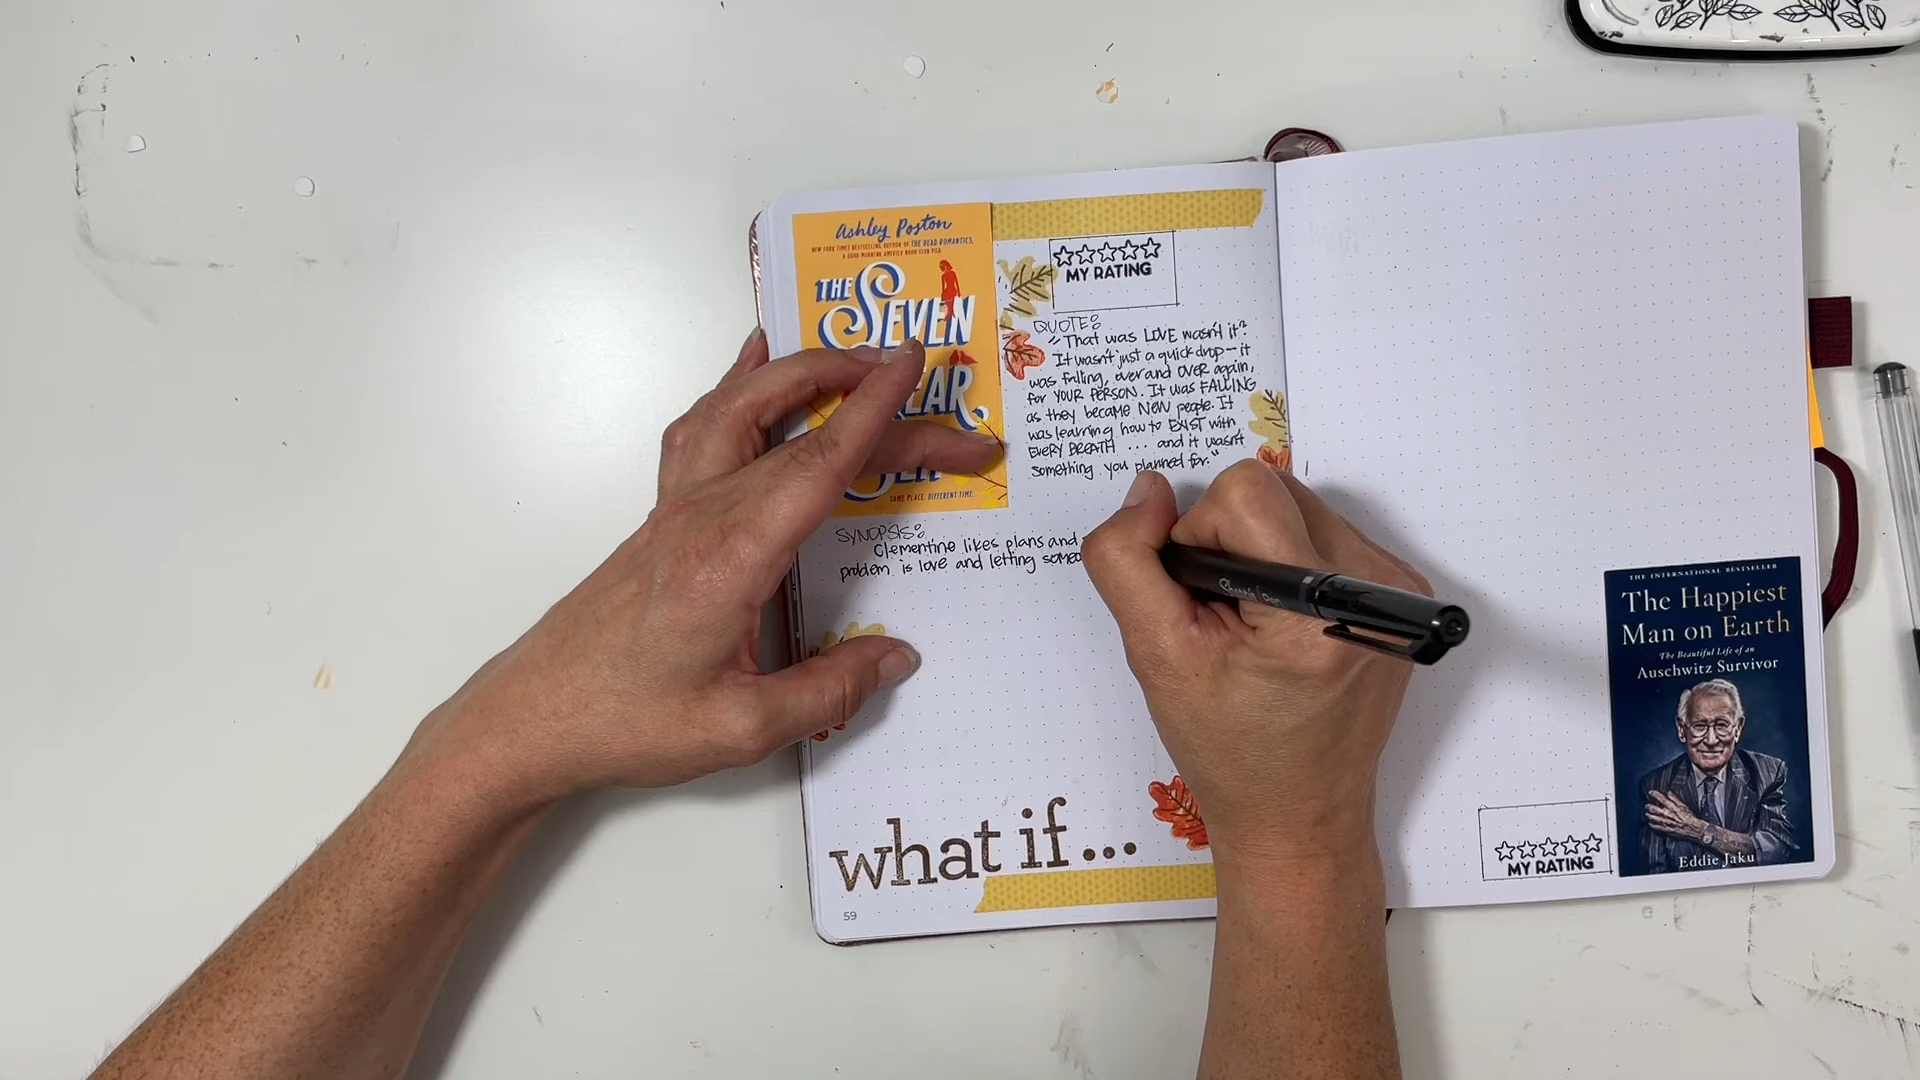 Ashley Poston
NEW YORK TIMES BESTSELLING AUTHOR OF THE DEAD ROMANTICS,
A GOOD MORNING AMERICA BOOK CLUB PICK
THE
SEVEN
EAR
SAME PLACE. DIFFERENT TIME.
MY RATING
QUOTE:
"That was LOVE wasn't it?
It wasn't just a quick drop - it
was falling, over and OVER again,
for YOUR PERSON. It was FALLING
as they became NEW people. It
was learning how to EXIST with
EVERY BREATH .... and it wasn't
something you planned for."
SYNOPSIS:
Clementine likes plans and
problem is love and letting someo
what if...
59
THE INTERNATIONAL BESTSELLER
The Happiest
Man on Earth
The Beautiful Life of an
Auschwitz Survivor
Eddie Jaku
MY RATING